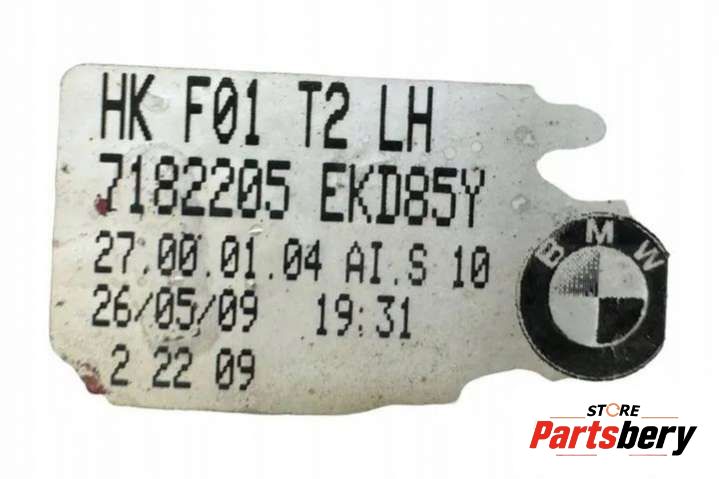 HK F01 T2 LH
7182205 EKD85Y
27.00.01.04 AI.S 10
26/05/09 19:31
2 22 09
BMW
STORE
Partsbery